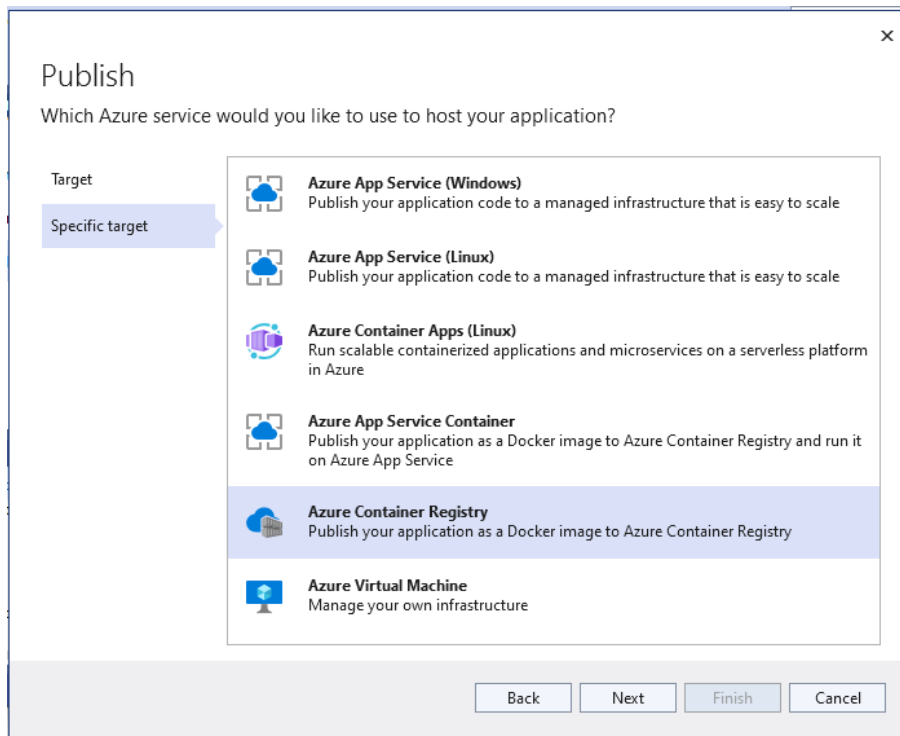 Publish
Which Azure service would you like to use to host your application?
Target
Specific target
Azure App Service (Windows)
Publish your application code to a managed infrastructure that is easy to scale
Azure App Service (Linux)
Publish your application code to a managed infrastructure that is easy to scale
Azure Container Apps (Linux)
Run scalable containerized applications and microservices on a serverless platform
in Azure
Azure App Service Container
Publish your application as a Docker image to Azure Container Registry and run it
on Azure App Service
Azure Container Registry
Publish your application as a Docker image to Azure Container Registry
Azure Virtual Machine
Manage your own infrastructure
Back
Next
Finish
Cancel